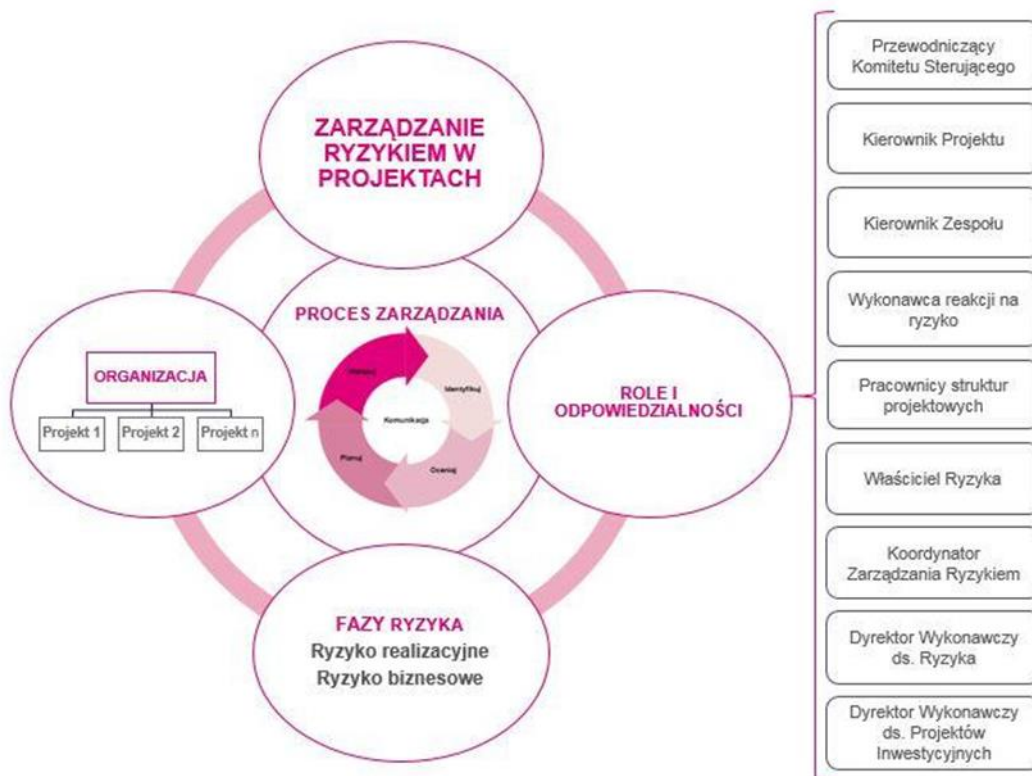 ZARZĄDZANIE
RYZYKIEM W
PROJEKTACH
PROCES ZARZĄDZANIA
Identyfikuj
Komunikacja
Planuj
Oceniaj
ORGANIZACJA
Projekt 1
Projekt 2
Projekt n
ROLE I
ODPOWIEDZIALNOŚCI
FAZY RYZYKA
Ryzyko realizacyjne
Ryzyko biznesowe
Przewodniczący
Komitetu Sterującego
Kierownik Projektu
Kierownik Zespołu
Wykonawca reakcji na
ryzyko
Pracownicy struktur
projektowych
Właściciel Ryzyka
Koordynator
Zarządzania Ryzykiem
Dyrektor Wykonawczy
ds. Ryzyka
Dyrektor Wykonawczy
ds. Projektów
Inwestycyjnych